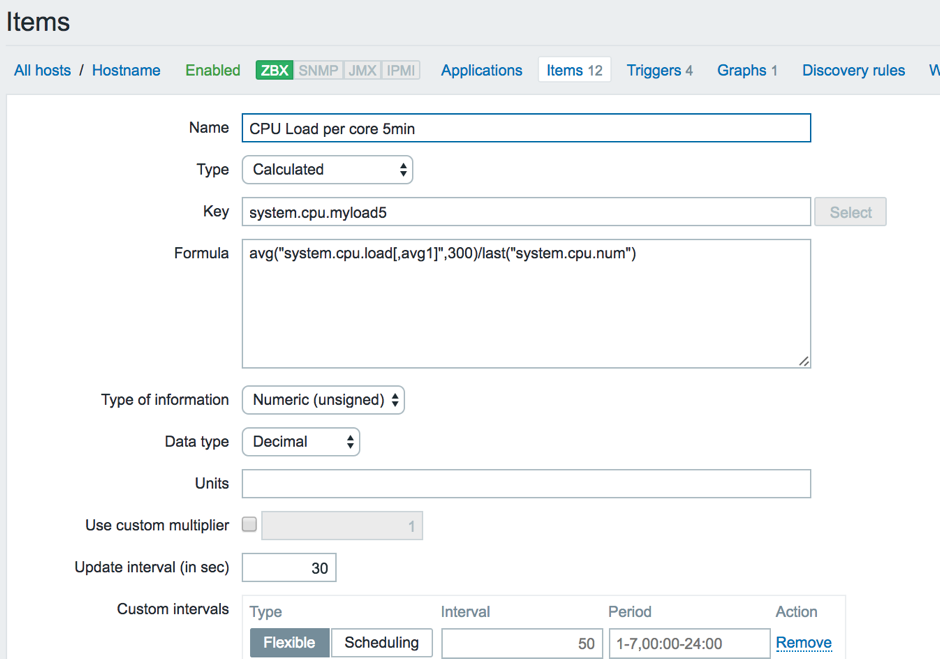 Items
All hosts / Hostname Enabled ZBX SNMP JMX IPMI Applications Items 12 Triggers 4 Graphs 1 Discovery rules W
Name CPU Load per core 5min
Type Calculated
Key system.cpu.myload5 Select
Formula avg("system.cpu.load[,avg1]",300)/last("system.cpu.num")
Type of information Numeric (unsigned)
Data type Decimal
Units
Use custom multiplier 1
Update interval (in sec) 30
Custom intervals Type Interval Period Action
Flexible Scheduling 50 1-7,00:00-24:00 Remove